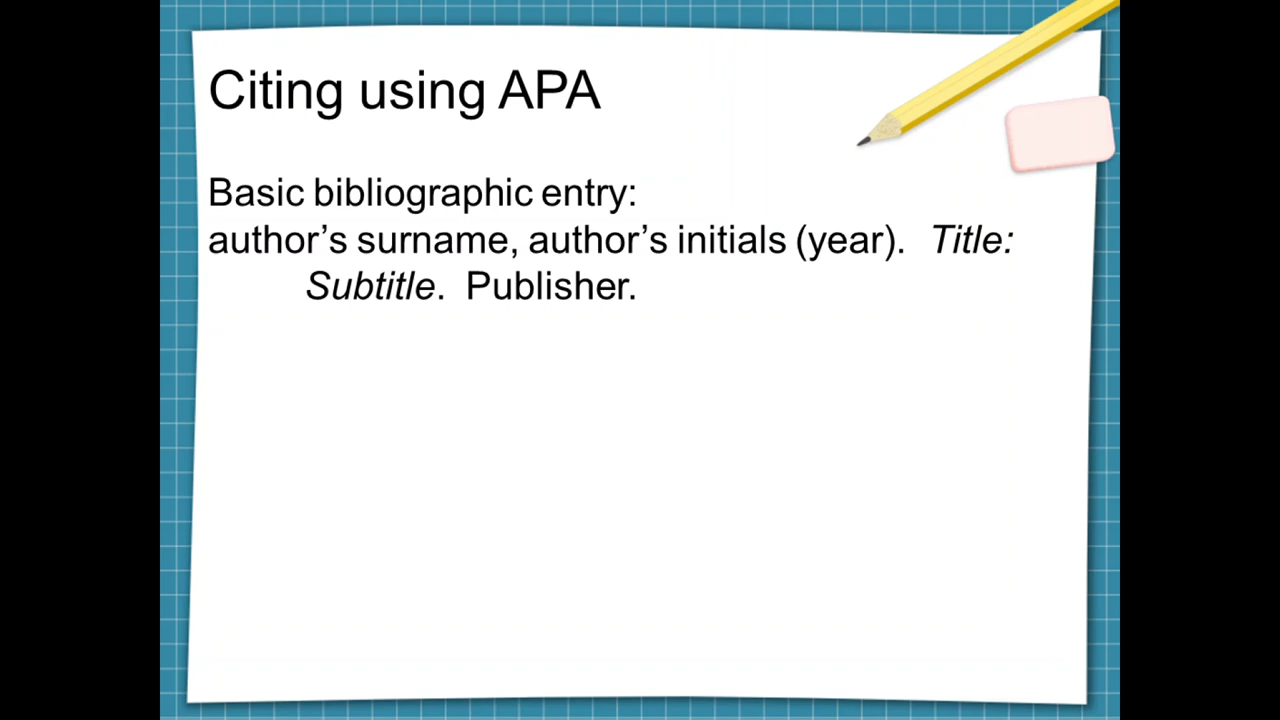 Citing using APA
Basic bibliographic entry:
author’s surname, author’s initials (year).  Title:
Subtitle.  Publisher.